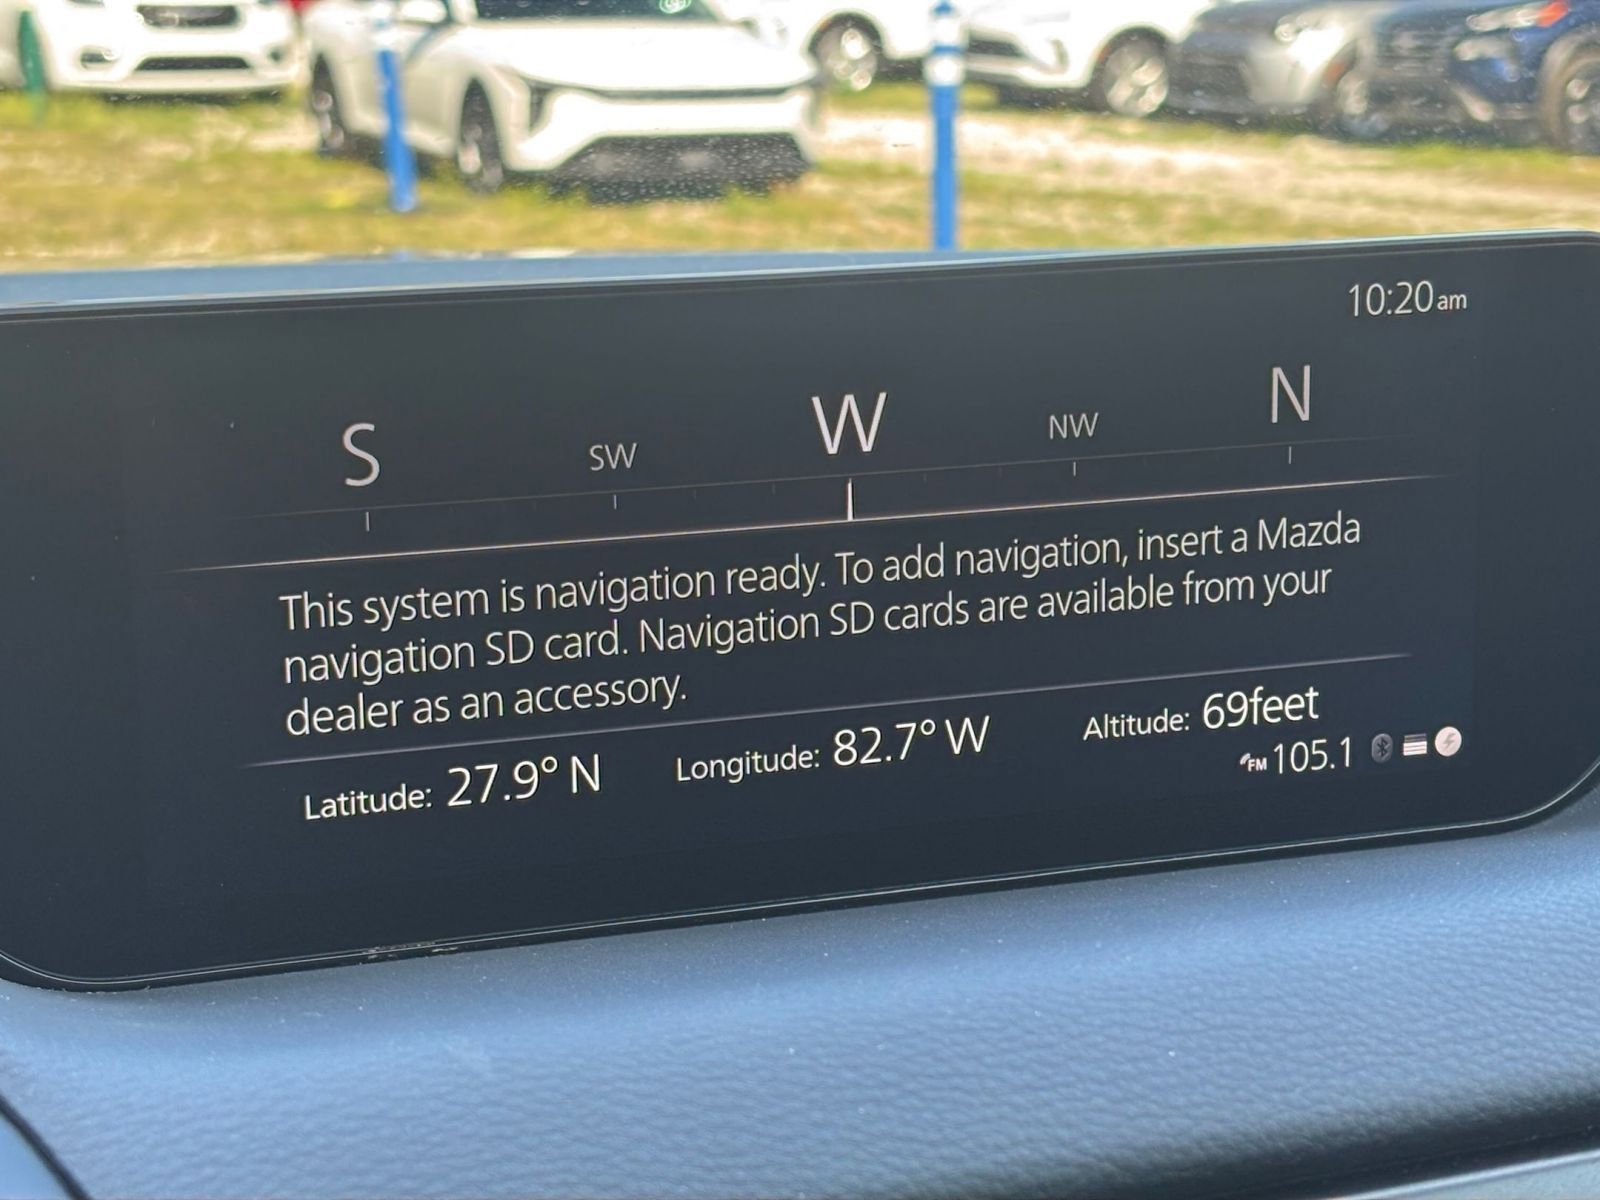 10:20am
S SW W NW N
This system is navigation ready. To add navigation, insert a Mazda
navigation SD card. Navigation SD cards are available from your
dealer as an accessory.
Latitude: 27.9° N Longitude: 82.7° W Altitude: 69feet
FM 105.1